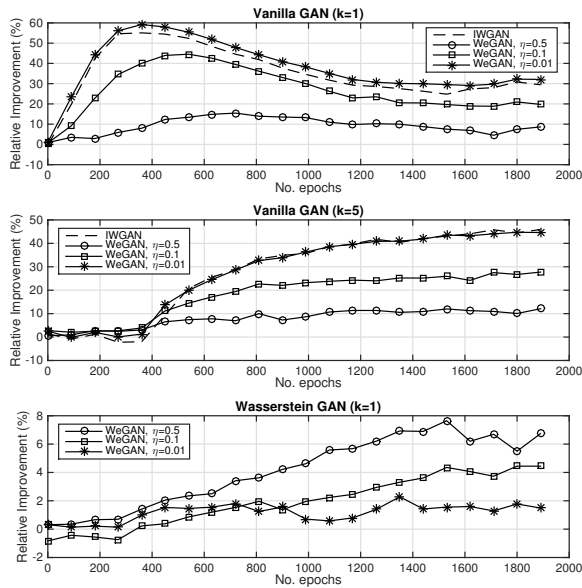 Vanilla GAN (k=1)
Relative Improvement (%)
60
50
40
30
20
10
0
-10
0 200 400 600 800 1000 1200 1400 1600 1800 2000
No. epochs
IWGAN
WeGAN, η=0.5
WeGAN, η=0.1
WeGAN, η=0.01
Vanilla GAN (k=5)
Relative Improvement (%)
50
40
30
20
10
0
-10
0 200 400 600 800 1000 1200 1400 1600 1800 2000
No. epochs
IWGAN
WeGAN, η=0.5
WeGAN, η=0.1
WeGAN, η=0.01
Wasserstein GAN (k=1)
Relative Improvement (%)
8
6
4
2
0
-2
0 200 400 600 800 1000 1200 1400 1600 1800 2000
No. epochs
WeGAN, η=0.5
WeGAN, η=0.1
WeGAN, η=0.01